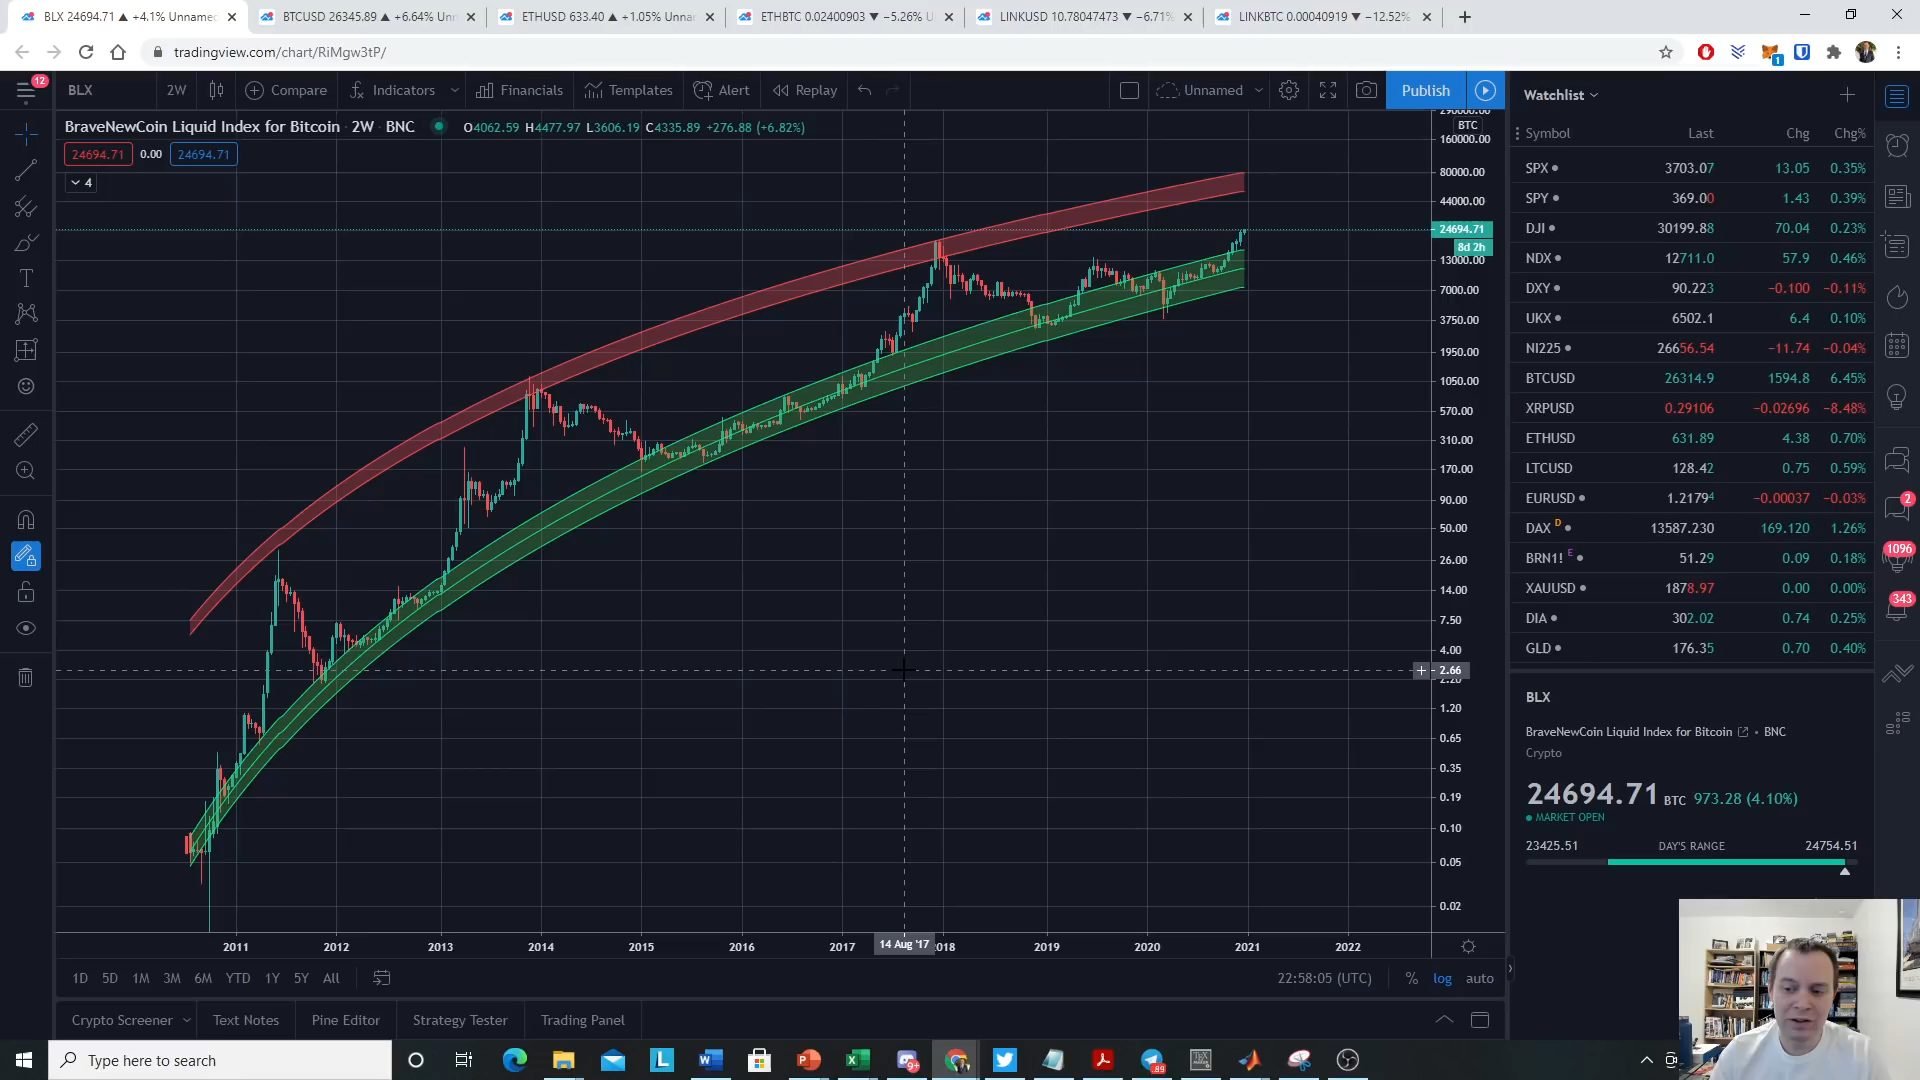 BLX 24694.71 ▲ +4.1% Unname
BTCUSD 26345.89 ▲ +6.64% Unn
ETHUSD 633.40 ▲ +1.05% Unna
ETHBTC 0.02400903 ▼ −5.26% U
LINKUSD 10.78047473 ▼ −6.71%
LINKBTC 0.00040919 ▼ −12.52%
tradingview.com/chart/RiMgw3tP/
1
12
BLX 2W Compare Indicators Financials Templates Alert Replay Unnamed Publish
BraveNewCoin Liquid Index for Bitcoin · 2W · BNC O4062.59 H4477.97 L3606.19 C4335.89 +276.88 (+6.82%)
24694.71 0.00 24694.71
4
290000.00
BTC
160000.00
80000.00
44000.00
24694.71
8d 2h
13000.00
7000.00
3750.00
1950.00
1050.00
570.00
310.00
170.00
90.00
50.00
26.00
14.00
7.50
4.00
2.66
2.20
1.20
0.65
0.35
0.19
0.10
0.05
0.02
2011 2012 2013 2014 2015 2016 2017 14 Aug '17 018 2019 2020 2021 2022
1D 5D 1M 3M 6M YTD 1Y 5Y All 22:58:05 (UTC) % log auto
Crypto Screener Text Notes Pine Editor Strategy Tester Trading Panel
Watchlist
Symbol Last Chg Chg%
SPX 3703.07 13.05 0.35%
SPY 369.00 1.43 0.39%
DJI 30199.88 70.04 0.23%
NDX 12711.0 57.9 0.46%
DXY 90.223 −0.100 −0.11%
UKX 6502.1 6.4 0.10%
NI225 26656.54 −11.74 −0.04%
BTCUSD 26314.9 1594.8 6.45%
XRPUSD 0.29106 −0.02696 −8.48%
ETHUSD 631.89 4.38 0.70%
LTCUSD 128.42 0.75 0.59%
EURUSD 1.21794 −0.00037 −0.03%
DAX D 13587.230 169.120 1.26%
BRN1! E 51.29 0.09 0.18%
XAUUSD 1878.97 0.00 0.00%
DIA 302.02 0.74 0.25%
GLD 176.35 0.70 0.40%
BLX
BraveNewCoin Liquid Index for Bitcoin • BNC
Crypto
24694.71 BTC 973.28 (4.10%)
MARKET OPEN
23425.51 DAY'S RANGE 24754.51
2
1096
343
Type here to search
9+
89